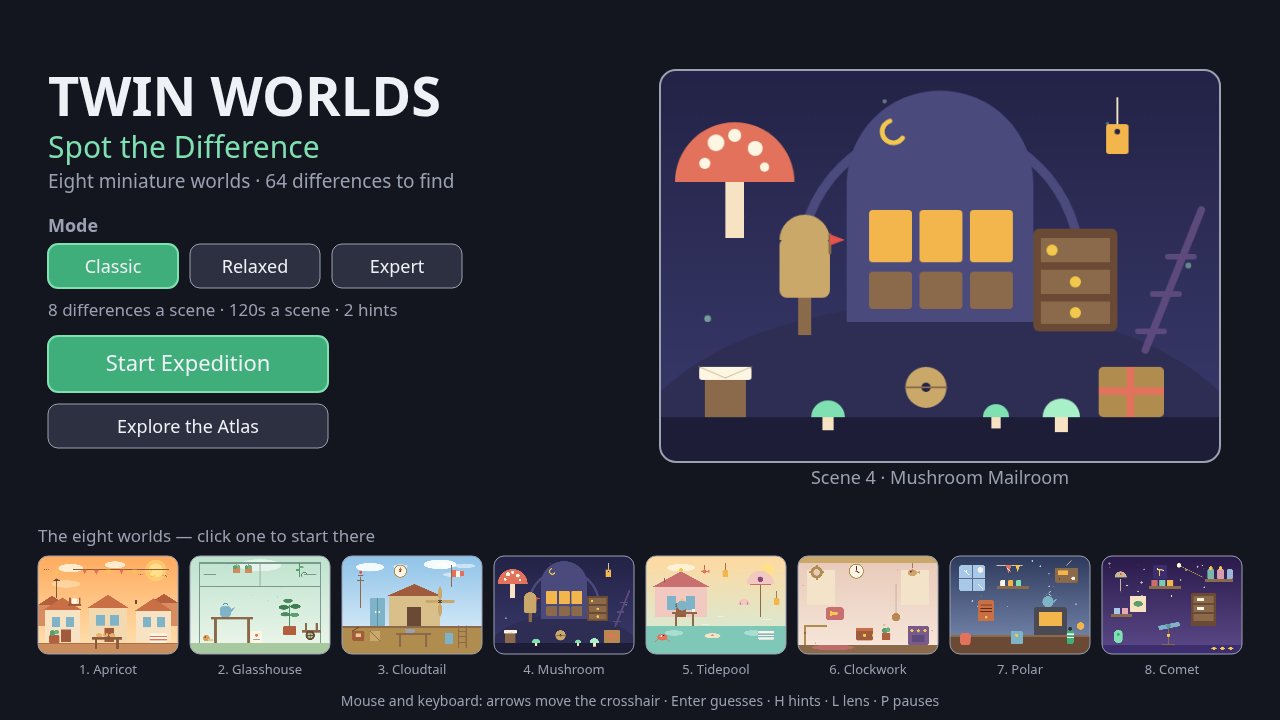 TWIN WORLDS
Spot the Difference
Eight miniature worlds · 64 differences to find
Mode
Classic
Relaxed
Expert
8 differences a scene · 120s a scene · 2 hints
Start Expedition
Explore the Atlas
Scene 4 · Mushroom Mailroom
The eight worlds — click one to start there
1. Apricot
2. Glasshouse
3. Cloudtail
4. Mushroom
5. Tidepool
6. Clockwork
7. Polar
8. Comet
Mouse and keyboard: arrows move the crosshair · Enter guesses · H hints · L lens · P pauses